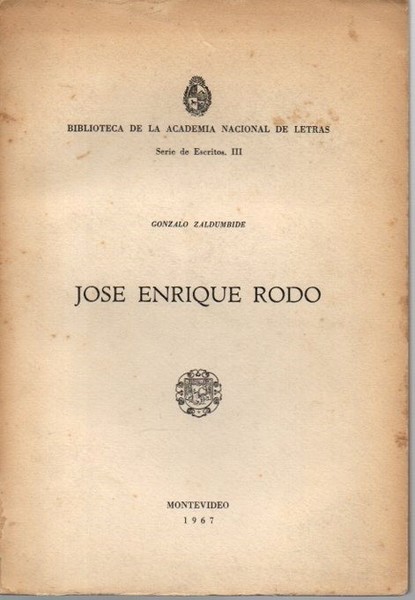 BIBLIOTECA DE LA ACADEMIA NACIONAL DE LETRAS
Serie de Escritos. III
GONZALO ZALDUMBIDE
JOSE ENRIQUE RODO
MONTEVIDEO
1967